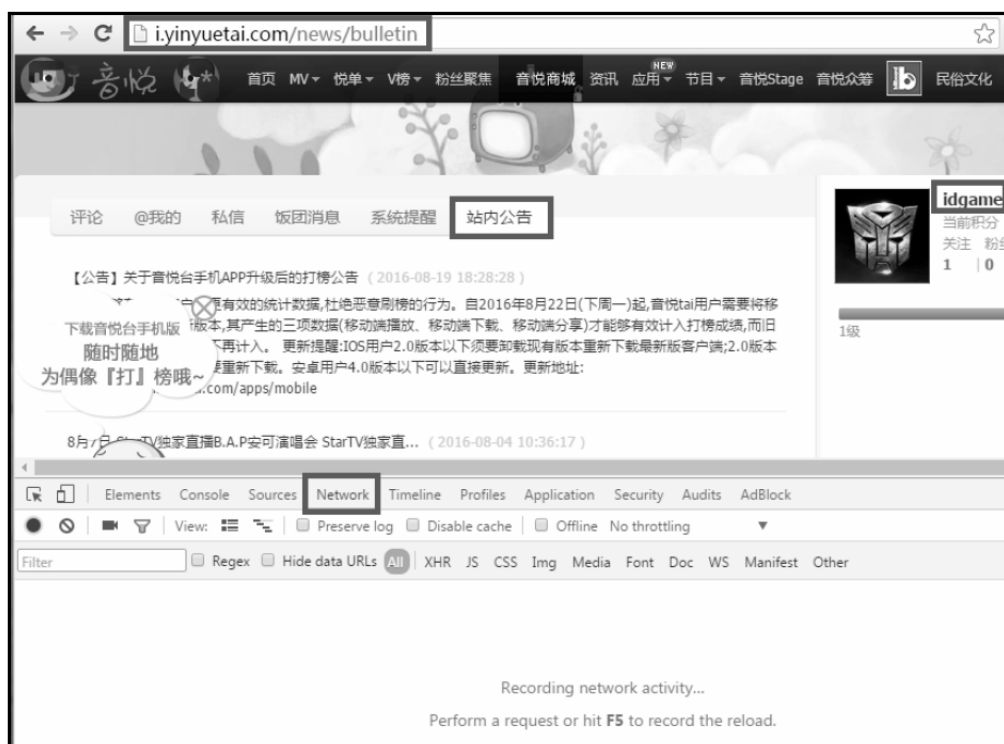 i.yinyuetai.com/news/bulletin
音悦
首页 MV 悦单 V榜 粉丝聚焦 音悦商城 资讯 应用 NEW 节目 音悦Stage 音悦众筹 民俗文化
评论 @我的 私信 饭团消息 系统提醒 站内公告
idgame
当前积分
关注 粉丝
1 | 0
1级
【公告】关于音悦台手机APP升级后的打榜公告 ( 2016-08-19 18:28:28 )
更有效的统计数据,杜绝恶意刷榜的行为。自2016年8月22日(下周一)起,音悦tai用户需要将移
版本,其产生的三项数据(移动端播放、移动端下载、移动端分享)才能够有效计入打榜成绩,而旧
不再计入。 更新提醒:IOS用户2.0版本以下须要卸载现有版本重新下载最新版客户端;2.0版本
要重新下载。安卓用户4.0版本以下可以直接更新。更新地址:
.com/apps/mobile
下载音悦台手机版
随时随地
为偶像『打』榜哦~
8月7日 StarTV独家直播B.A.P安可演唱会 StarTV独家直... ( 2016-08-04 10:36:17 )
Elements Console Sources Network Timeline Profiles Application Security Audits AdBlock
View: Preserve log Disable cache Offline No throttling
Filter Regex Hide data URLs All XHR JS CSS Img Media Font Doc WS Manifest Other
Recording network activity...
Perform a request or hit F5 to record the reload.